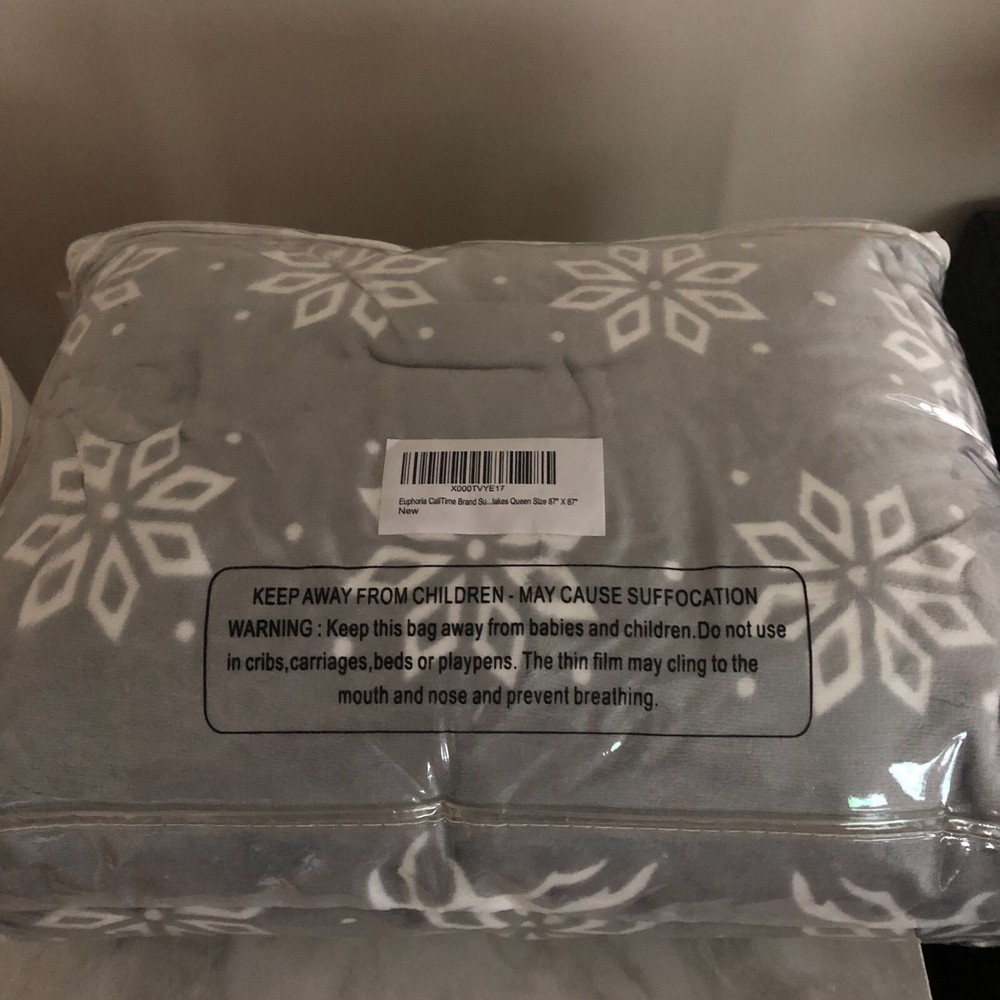 X000TVYE17
Euphoria CaliTime Brand Su...lakes Queen Size 87" X 87"
New
KEEP AWAY FROM CHILDREN - MAY CAUSE SUFFOCATION
WARNING : Keep this bag away from babies and children.Do not use
in cribs,carriages,beds or playpens. The thin film may cling to the
mouth and nose and prevent breathing.